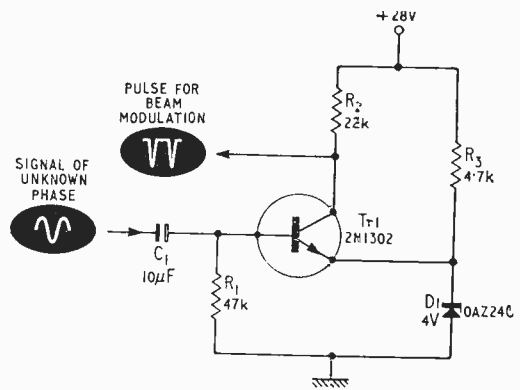 +28V
PULSE FOR
BEAM
MODULATION
R2
22k
SIGNAL OF
UNKNOWN
PHASE
R3
4·7k
Tr1
2N1302
C1
10μF
R1
47k
D1
4V
OAZ240